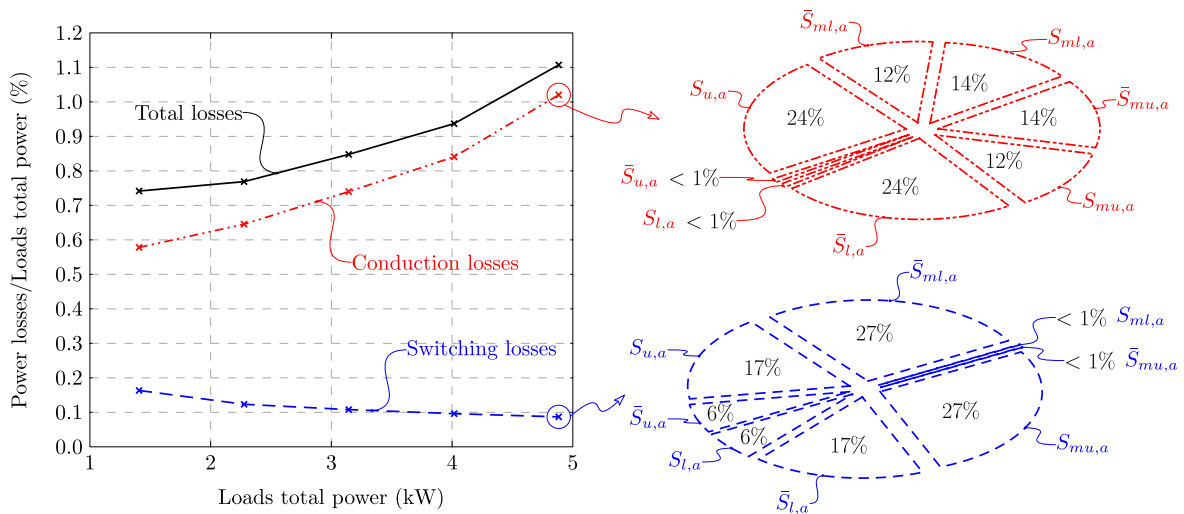 Power losses/Loads total power (%)
1.2
1.1
1.0
0.9
0.8
0.7
0.6
0.5
0.4
0.3
0.2
0.1
0.0
1 2 3 4 5
Loads total power (kW)
Total losses
Conduction losses
Switching losses
S̄ml,a
Sml,a
S̄mu,a
Smu,a
S̄l,a
Sl,a < 1%
S̄u,a < 1%
Su,a
12%
14%
14%
12%
24%
24%
S̄ml,a
< 1% Sml,a
< 1% S̄mu,a
Smu,a
S̄l,a
Sl,a
S̄u,a
Su,a
27%
27%
17%
6%
6%
17%